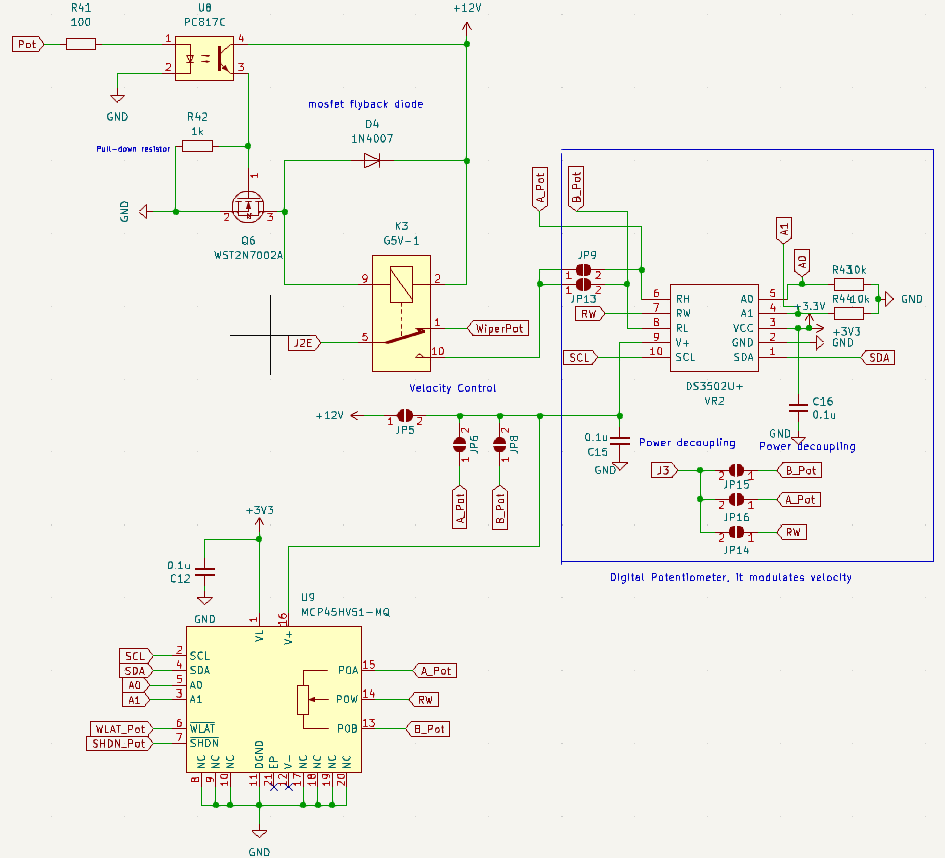 R41
100
U8
PC817C
+12V
Pot
1
4
2
3
GND
mosfet flyback diode
D4
1N4007
R42
1k
Pull-down resistor
1
GND
2
3
Q6
WST2N7002A
K3
G5V-1
9
2
1
WiperPot
J2E
5
10
Velocity Control
A_Pot
B_Pot
A1
A0
JP9
1
2
1
2
JP13
RW
SCL
6
RH
7
RW
8
RL
9
V+
10
SCL
A0
5
A1
4
VCC
3
GND
2
SDA
1
R43
10k
R44
10k
GND
+3.3V
+3V3
GND
SDA
DS3502U+
VR2
C16
0.1u
GND
+12V
1
2
JP5
2
JP6
1
2
JP8
1
A_Pot
B_Pot
0.1u
C15
GND
Power decoupling
Power decoupling
J3
2
1
B_Pot
JP15
2
1
A_Pot
JP16
2
1
RW
JP14
Digital Potentiometer, it modulates velocity
+3V3
0.1u
C12
GND
U9
MCP45HV51-MQ
1
VL
16
V+
SCL
2
SCL
SDA
4
SDA
A0
5
A0
A1
3
A1
WLAT_Pot
6
WLAT
SHDN_Pot
7
SHDN
P0A
15
A_Pot
P0W
14
RW
P0B
13
B_Pot
NC
NC
NC
DGND
EP
V-
NC
NC
NC
NC
8
9
10
11
21
12
17
18
19
20
GND